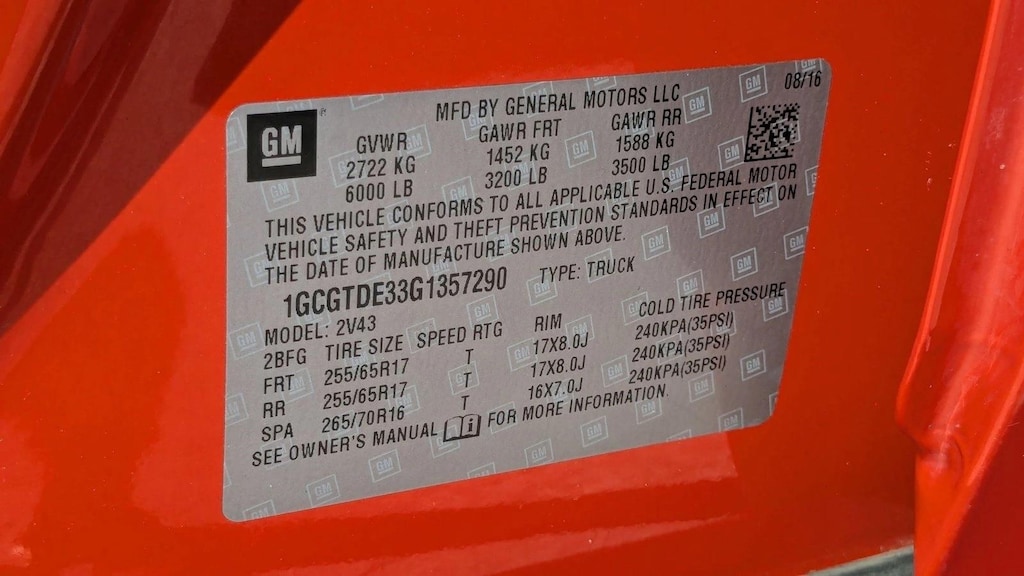 GM
MFD BY GENERAL MOTORS LLC 08/16
GVWR GAWR FRT GAWR RR
2722 KG 1452 KG 1588 KG
6000 LB 3200 LB 3500 LB
THIS VEHICLE CONFORMS TO ALL APPLICABLE U.S. FEDERAL MOTOR
VEHICLE SAFETY AND THEFT PREVENTION STANDARDS IN EFFECT ON
THE DATE OF MANUFACTURE SHOWN ABOVE.
1GCGTDE33G1357290 TYPE: TRUCK
MODEL: 2V43
2BFG TIRE SIZE SPEED RTG RIM COLD TIRE PRESSURE
FRT 255/65R17 T 17X8.0J 240KPA(35PSI)
RR 255/65R17 T 17X8.0J 240KPA(35PSI)
SPA 265/70R16 T 16X7.0J 240KPA(35PSI)
SEE OWNER'S MANUAL FOR MORE INFORMATION.